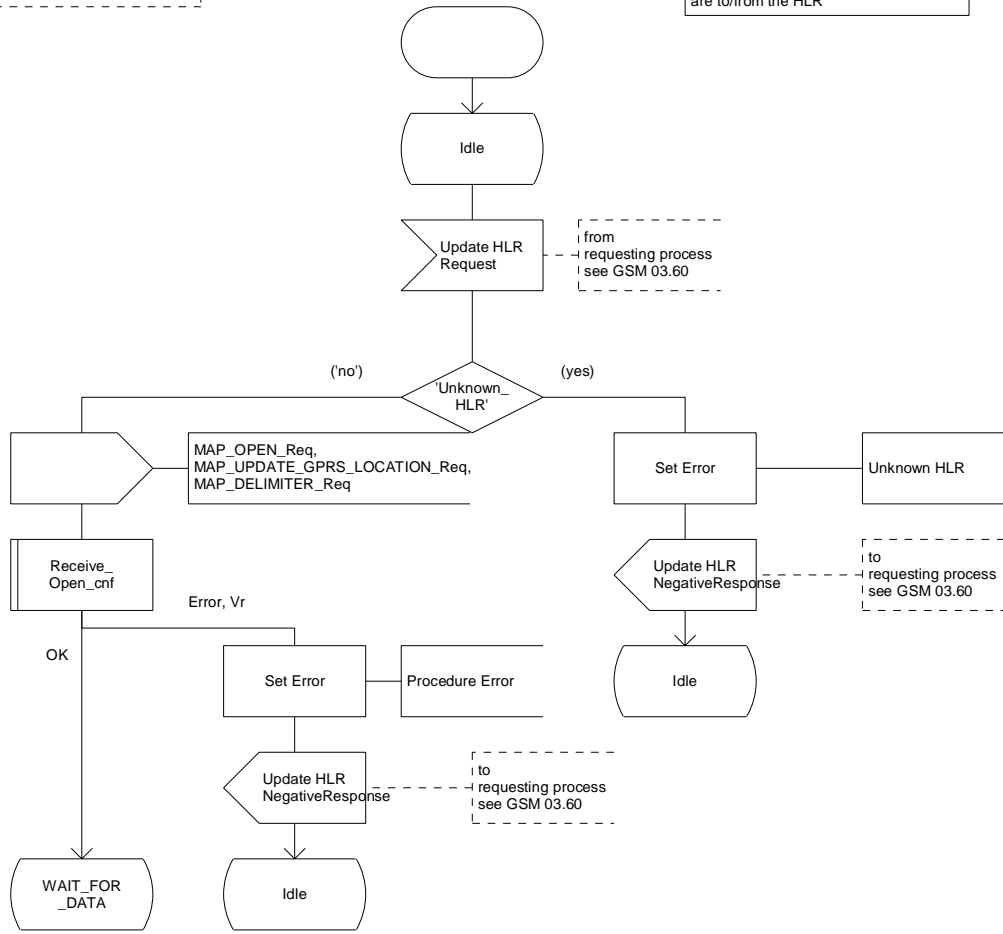 are to/from the HLR
Idle
Update HLR
Request
from
requesting process
see GSM 03.60
('no')
'Unknown_
HLR'
(yes)
MAP_OPEN_Req,
MAP_UPDATE_GPRS_LOCATION_Req,
MAP_DELIMITER_Req
Set Error
Unknown HLR
Receive_
Open_cnf
Update HLR
NegativeResponse
to
requesting process
see GSM 03.60
Error, Vr
OK
Set Error
Procedure Error
Idle
Update HLR
NegativeResponse
to
requesting process
see GSM 03.60
WAIT_FOR
_DATA
Idle